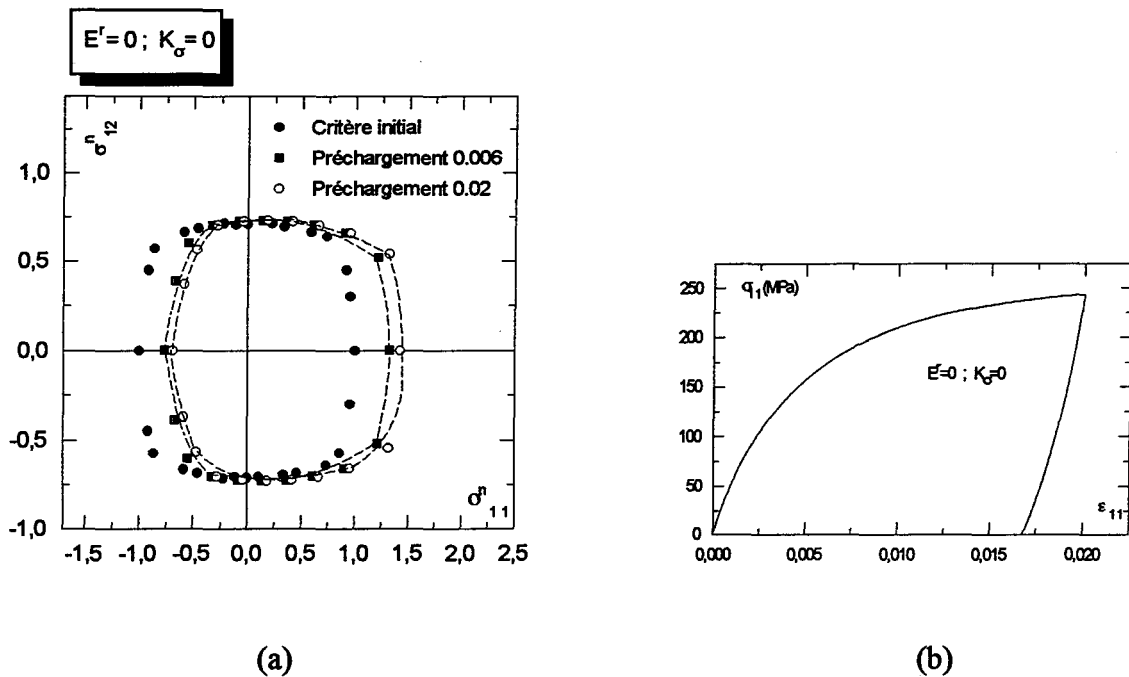 E^r = 0 ; K_σ = 0
σ^n_12
Critère initial
Préchargement 0.006
Préchargement 0.02
1,0
0,5
0,0
-0,5
-1,0
σ^n_11
-1,5 -1,0 -0,5 0,0 0,5 1,0 1,5 2,0 2,5
(a)
q_1(MPa)
250
200
150
100
50
0
E^r=0 ; K_σ=0
ε_11
0,000 0,005 0,010 0,015 0,020
(b)